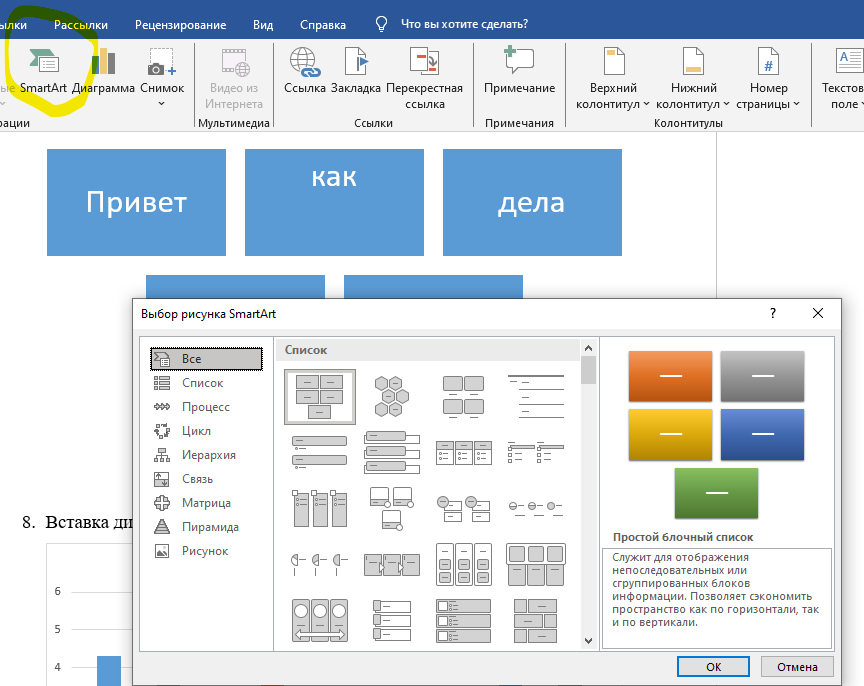 ылки Рассылки Рецензирование Вид Справка Что вы хотите сделать?
SmartArt Диаграмма Снимок Видео из Интернета Ссылка Закладка Перекрестная ссылка Примечание Верхний колонтитул Нижний колонтитул Номер страницы Текстов поле
рации Мультимедиа Ссылки Примечания Колонтитулы
Привет как дела
Выбор рисунка SmartArt ?
Все
Список
Процесс
Цикл
Иерархия
Связь
Матрица
Пирамида
Рисунок
Список
Простой блочный список
Служит для отображения
непоследовательных или
сгруппированных блоков
информации. Позволяет сэкономить
пространство как по горизонтали, так
и по вертикали.
ОК Отмена
8. Вставка ди
6
5
4